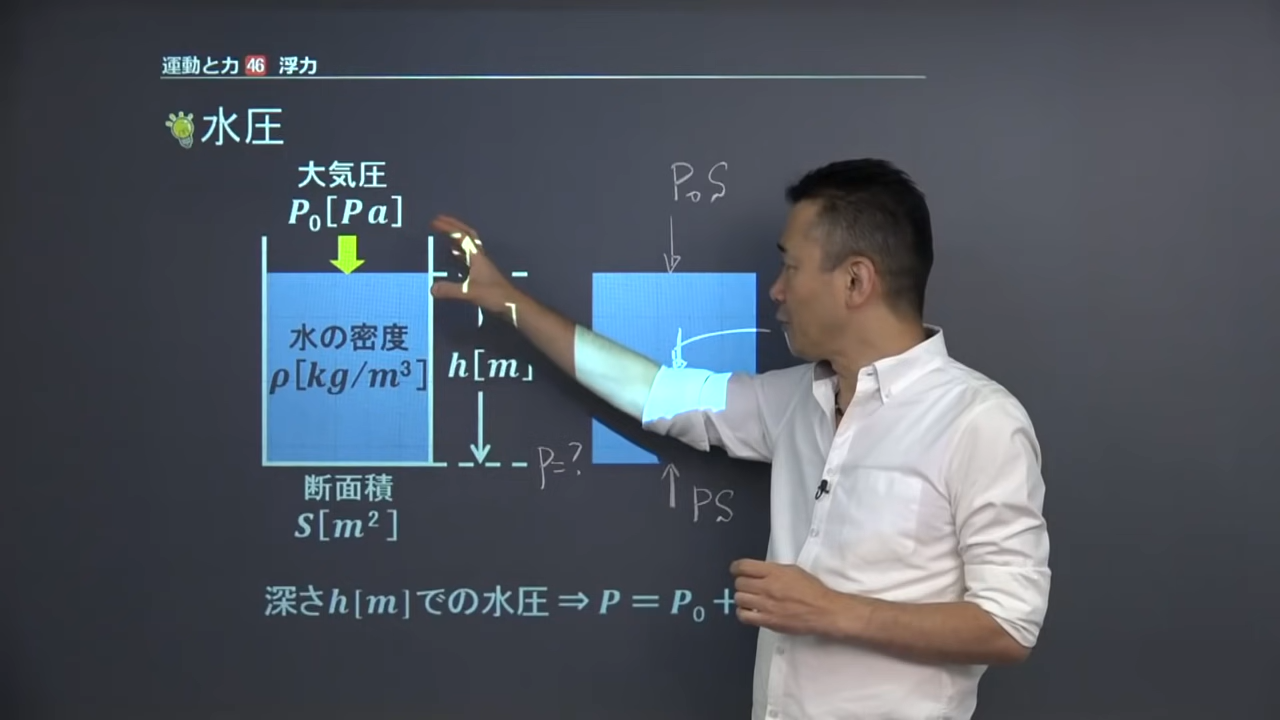 運動と力 46 浮力
水圧
大気圧
P₀[Pa]
P₀S
水の密度
ρ[kg/m³]
h[m]
P=?
PS
断面積
S[m²]
深さh[m]での水圧⇒P=P₀+